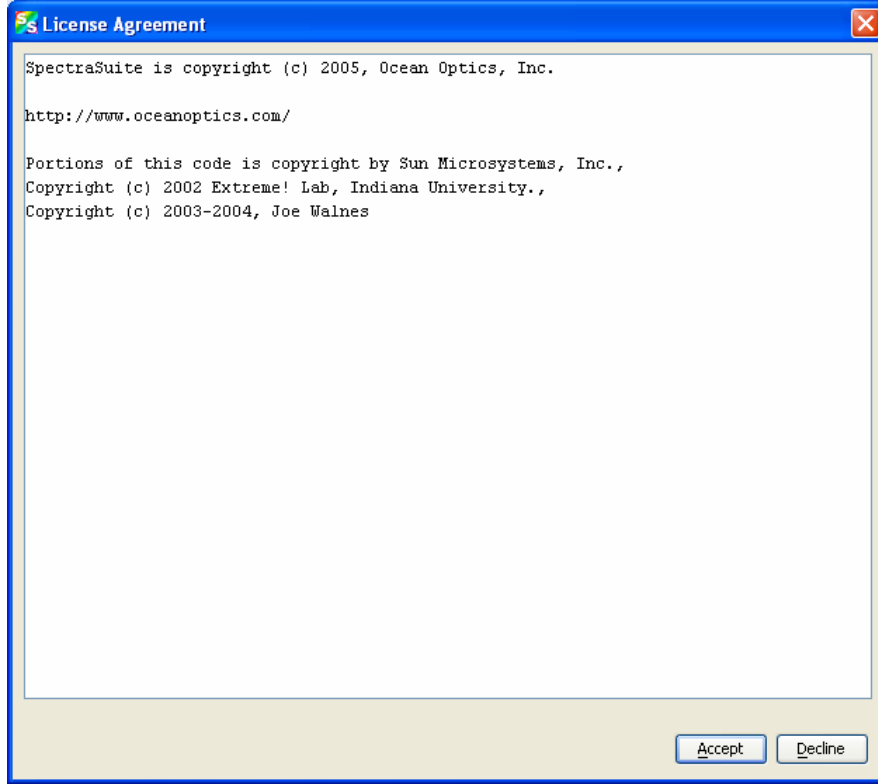 SS License Agreement
SpectraSuite is copyright (c) 2005, Ocean Optics, Inc.
http://www.oceanoptics.com/
Portions of this code is copyright by Sun Microsystems, Inc.,
Copyright (c) 2002 Extreme! Lab, Indiana University.,
Copyright (c) 2003-2004, Joe Walnes
Accept Decline